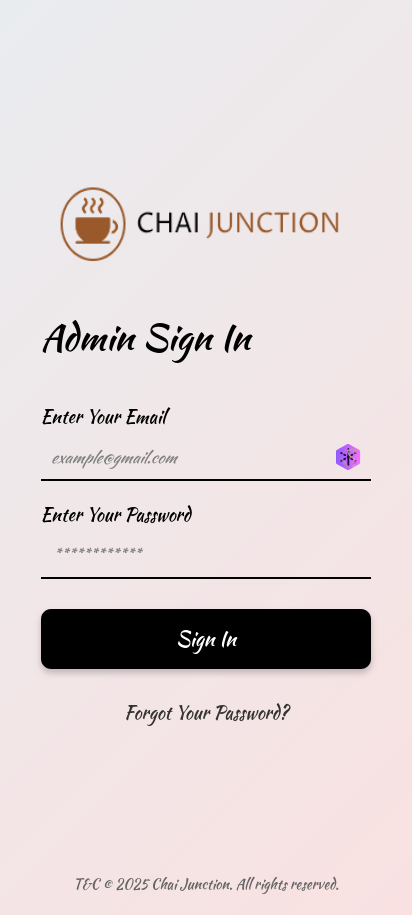 CHAI JUNCTION
Admin Sign In
Enter Your Email
example@gmail.com
Enter Your Password
************
Sign In
Forgot Your Password?
T&C © 2025 Chai Junction. All rights reserved.